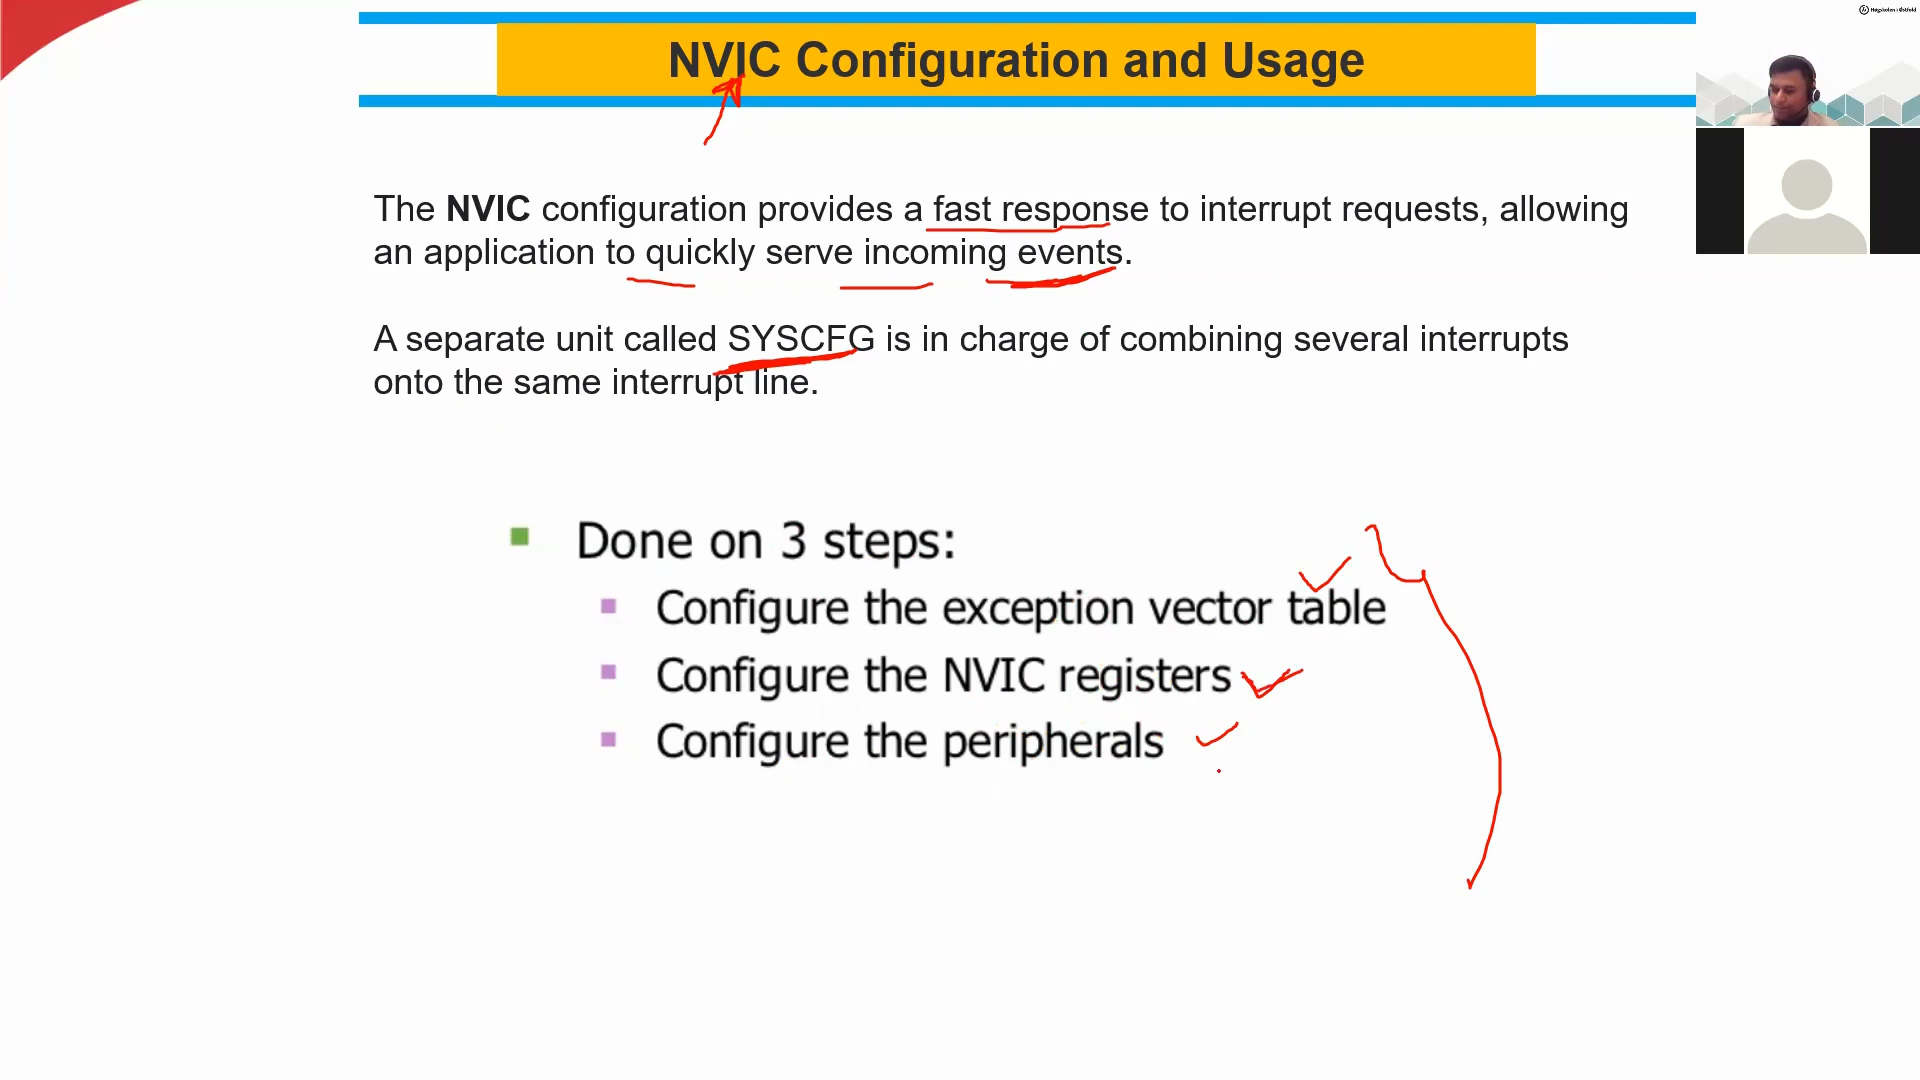 Høgskolen i Østfold
NVIC Configuration and Usage
The NVIC configuration provides a fast response to interrupt requests, allowing
an application to quickly serve incoming events.
A separate unit called SYSCFG is in charge of combining several interrupts
onto the same interrupt line.
Done on 3 steps:
Configure the exception vector table
Configure the NVIC registers
Configure the peripherals